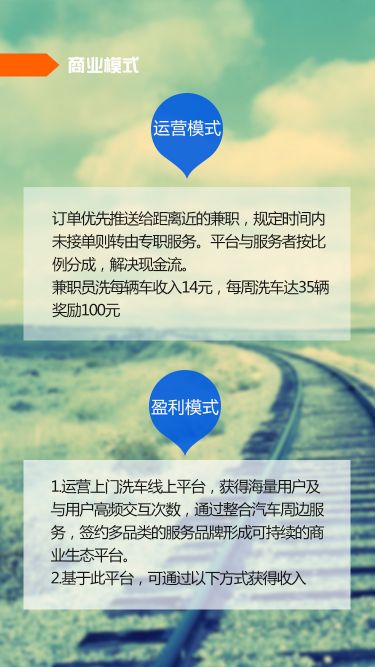 商业模式
运营模式
订单优先推送给距离近的兼职，规定时间内
未接单则转由专职服务。平台与服务者按比
例分成，解决现金流。
兼职员洗每辆车收入14元，每周洗车达35辆
奖励100元
盈利模式
1.运营上门洗车线上平台，获得海量用户及
与用户高频交互次数，通过整合汽车周边服
务，签约多品类的服务品牌形成可持续的商
业生态平台。
2.基于此平台，可通过以下方式获得收入